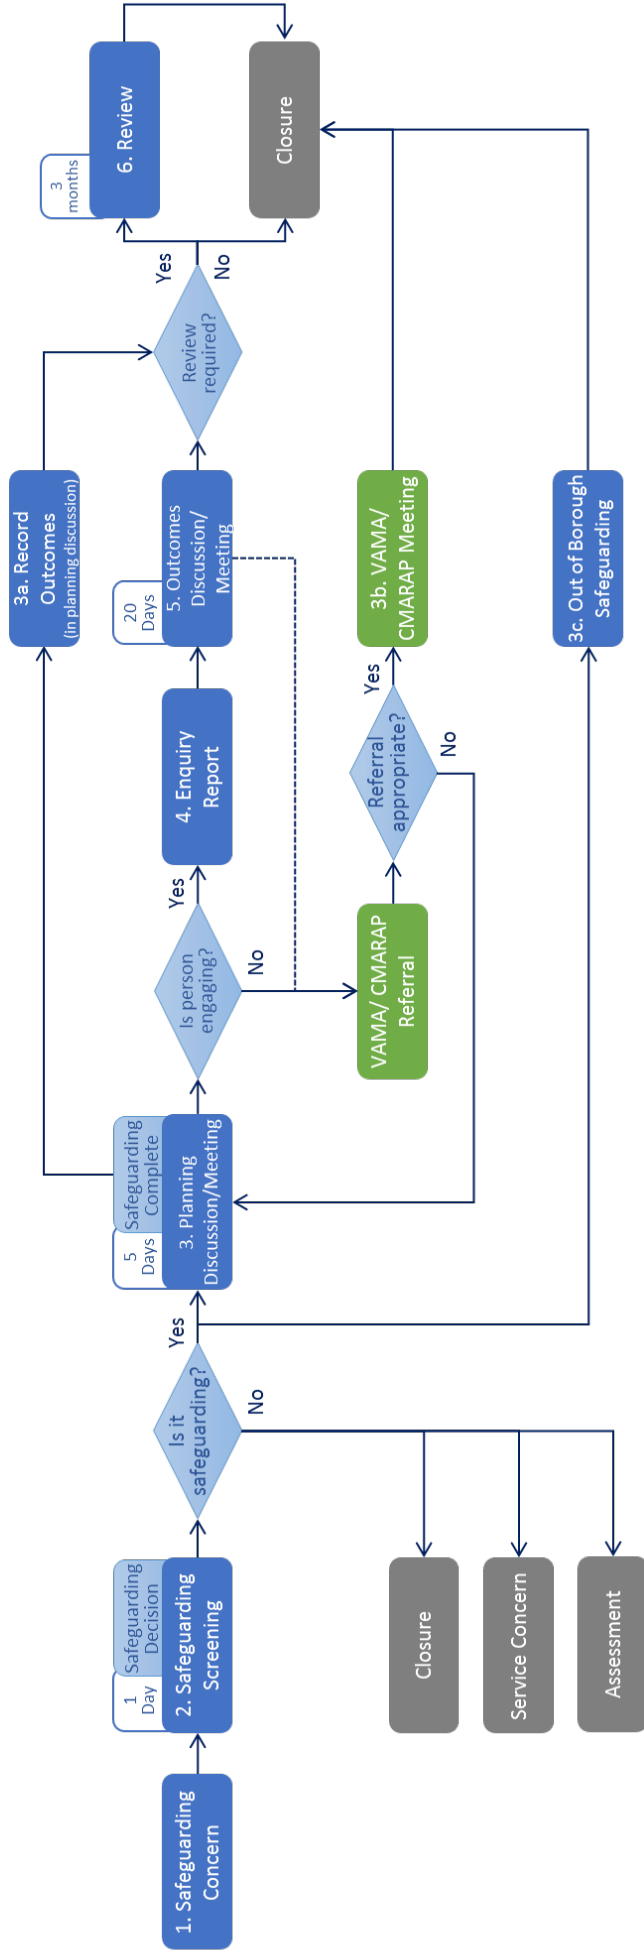 1. Safeguarding
Concern
1
Day
Safeguarding
Decision
2. Safeguarding
Screening
Is it
safeguarding?
Yes
No
Closure
Service Concern
Assessment
5
Days
Safeguarding
Complete
3. Planning
Discussion/Meeting
Is person
engaging?
Yes
No
VAMA/ CMARAP
Referral
Referral
appropriate?
Yes
No
4. Enquiry
Report
3a. Record
Outcomes
(in planning discussion)
20
Days
5. Outcomes
Discussion/
Meeting
3b. VAMA/
CMARAP Meeting
3c. Out of Borough
Safeguarding
Review
required?
Yes
No
3
months
6. Review
Closure